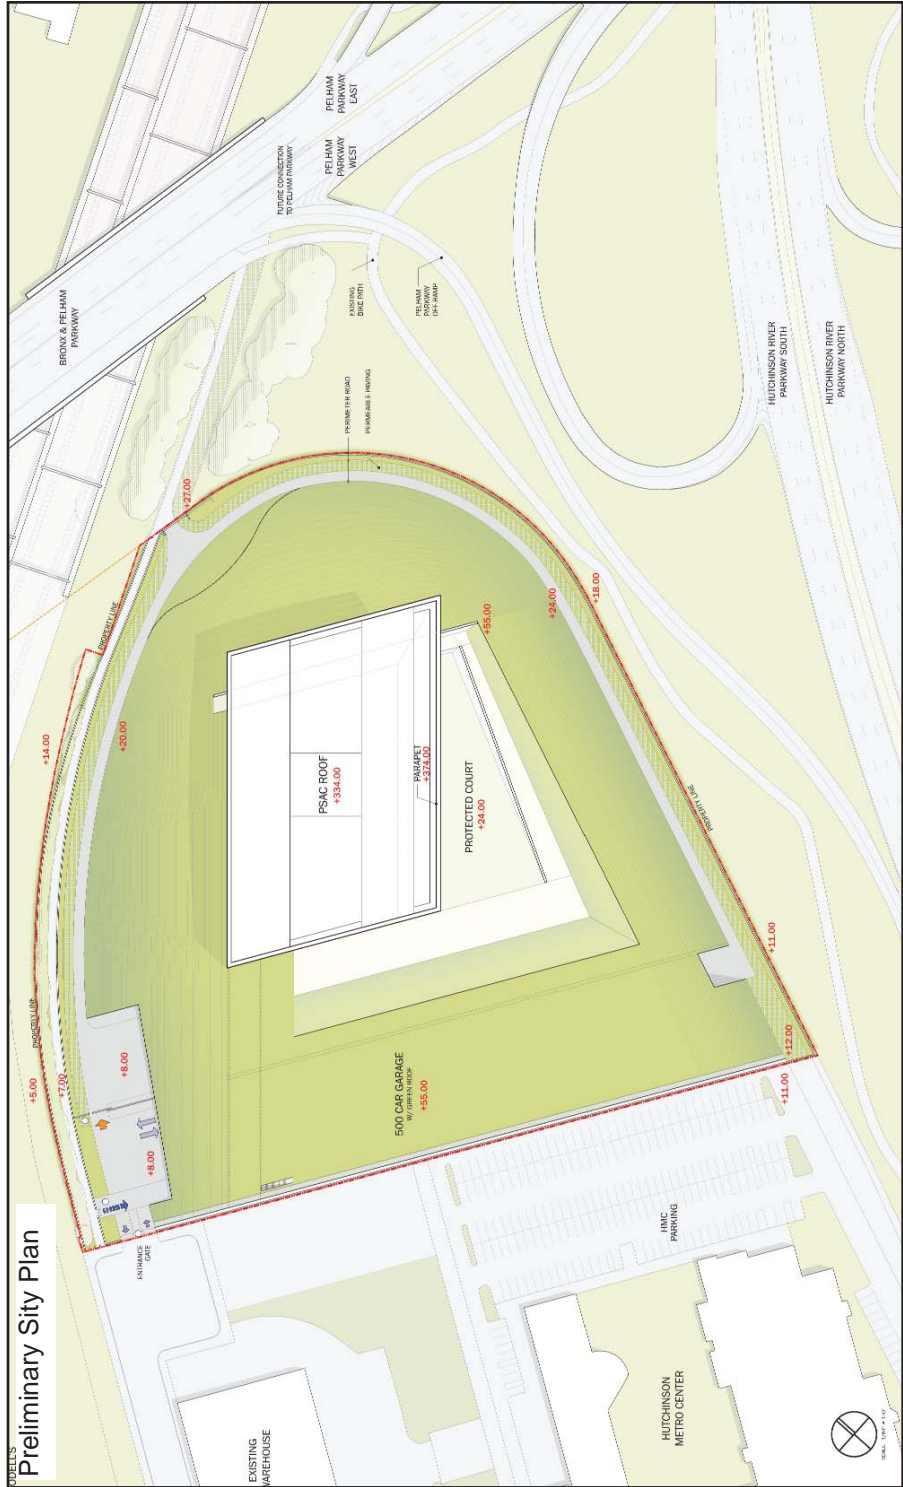 ODELL'S
Preliminary Sity Plan
BRONX & PELHAM
PARKWAY
PELHAM
PARKWAY
EAST
PELHAM
PARKWAY
WEST
FUTURE CONNECTION
TO PELHAM PARKWAY
EXISTING
BIKE PATH
PELHAM
PARKWAY
OFF RAMP
HUTCHINSON RIVER
PARKWAY SOUTH
HUTCHINSON RIVER
PARKWAY NORTH
PERIMETER ROAD
PERMEABLE PAVING
+27.00
PROPERTY LINE
+14.00
+20.00
+18.00
+24.00
+55.00
PSAC ROOF
+334.00
PARAPET
+374.00
PROTECTED COURT
+24.00
PROPERTY LINE
+11.00
PROPERTY LINE
+5.00
+7.00
+8.00
+8.00
500 CAR GARAGE
W/ GREEN ROOF
+55.00
+12.00
+11.00
ENTRANCE
GATE
HMC
PARKING
EXISTING
WAREHOUSE
HUTCHINSON
METRO CENTER